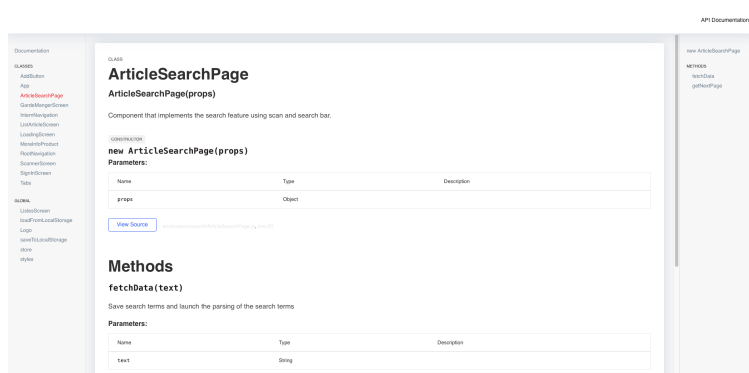 API Documentation
Documentation
CLASSES
AddButton
App
ArticleSearchPage
GardeMangerScreen
InternNavigation
ListArticleScreen
LoadingScreen
MoreInfoProduct
RootNavigation
ScannerScreen
SignInScreen
Tabs
GLOBAL
ListesScreen
loadFromLocalStorage
Logo
saveToLocalStorage
store
styles
CLASS
ArticleSearchPage
ArticleSearchPage(props)
Component that implements the search feature using scan and search bar.
CONSTRUCTOR
new ArticleSearchPage(props)
Parameters:
Name Type Description
props Object
View Source
Methods
fetchData(text)
Save search terms and launch the parsing of the search terms
Parameters:
Name Type Description
text String
new ArticleSearchPage
METHODS
fetchData
getNextPage